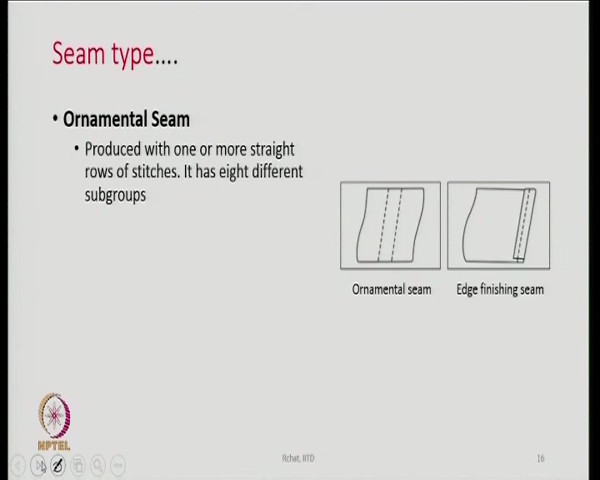 Seam type....
• Ornamental Seam
• Produced with one or more straight
rows of stitches. It has eight different
subgroups
Ornamental seam
Edge finishing seam
NPTEL
Rchat, IITD
16